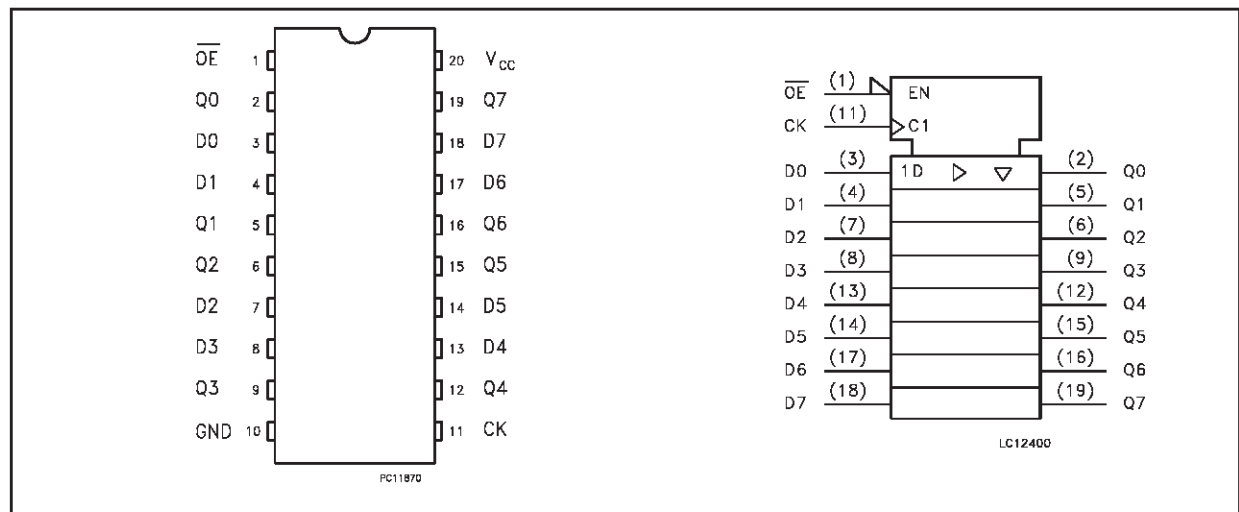 OE 1 20 VCC
Q0 2 19 Q7
D0 3 18 D7
D1 4 17 D6
Q1 5 16 Q6
Q2 6 15 Q5
D2 7 14 D5
D3 8 13 D4
Q3 9 12 Q4
GND 10 11 CK
PC11870
OE (1) EN
CK (11) C1
D0 (3) 1D (2) Q0
D1 (4) (5) Q1
D2 (7) (6) Q2
D3 (8) (9) Q3
D4 (13) (12) Q4
D5 (14) (15) Q5
D6 (17) (16) Q6
D7 (18) (19) Q7
LC12400